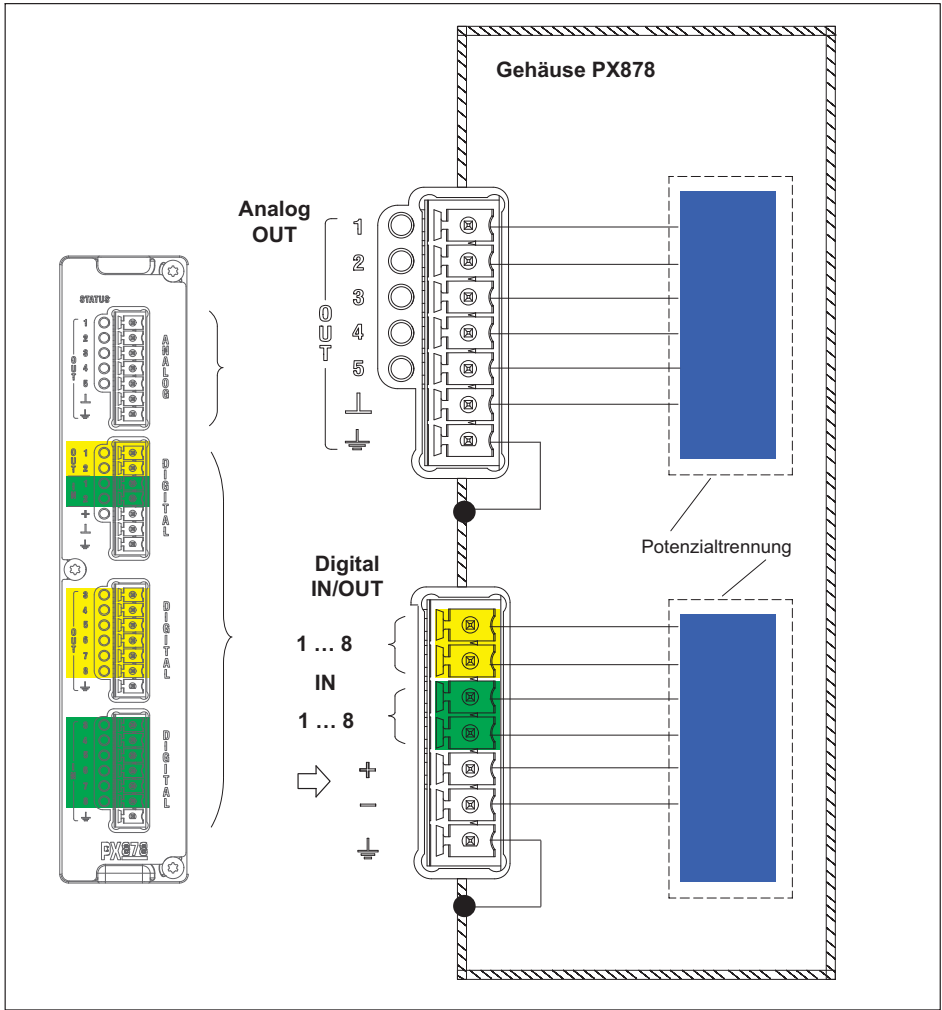 Gehäuse PX878
Analog
OUT
OUT
1
2
3
4
5
Potenzialtrennung
Digital
IN/OUT
1 … 8
IN
1 … 8
+
–
STATUS
OUT
1
2
3
4
5
ANALOG
OUT
1
2
+
DIGITAL
OUT
3
4
5
6
7
8
DIGITAL
DIGITAL
PX878